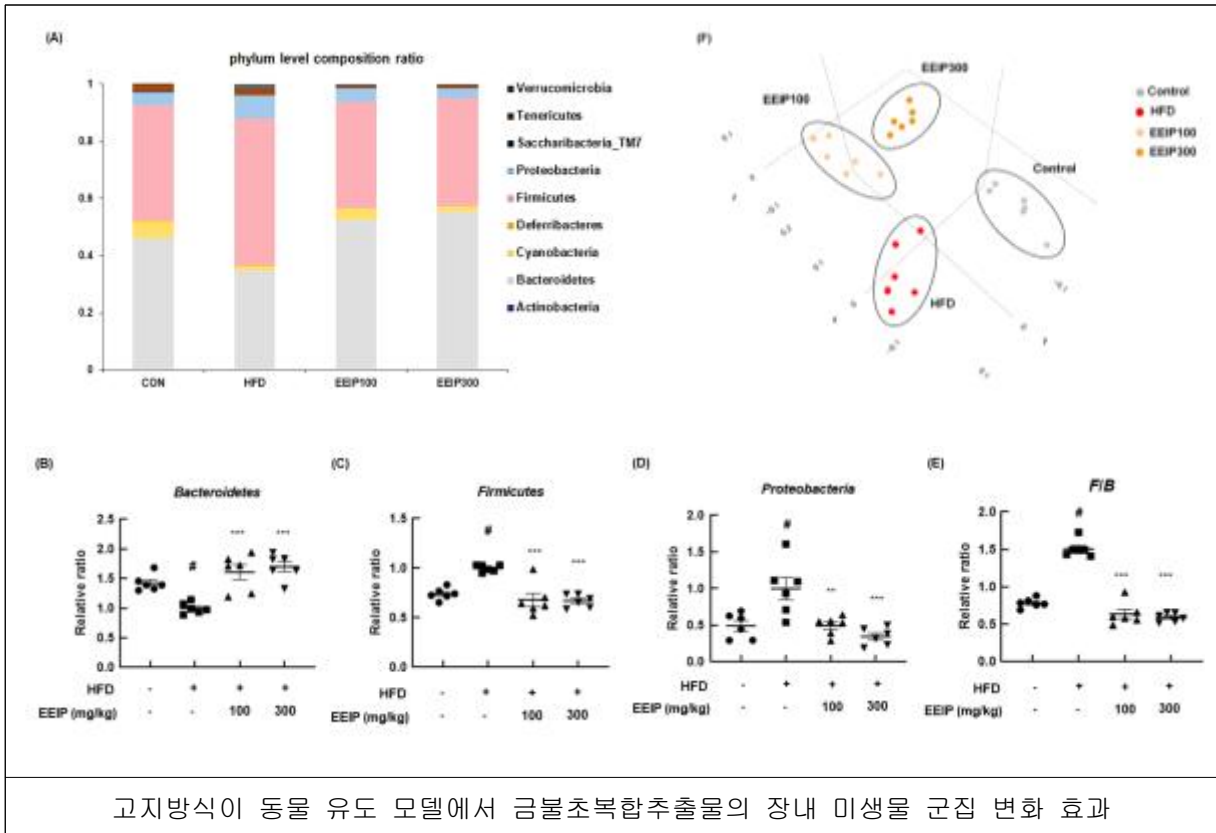 (A)
phylum level composition ratio
1
0.8
0.6
0.4
0.2
0
CON HFD EEIP100 EEIP300
Verrucomicrobia
Tenericutes
Saccharibacteria_TM7
Proteobacteria
Firmicutes
Deferribacteres
Cyanobacteria
Bacteroidetes
Actinobacteria
(F)
EEIP300
EEIP100
Control
HFD
Control
HFD
EEIP100
EEIP300
(B)
Bacteroidetes
Relative ratio
2.5
2.0
1.5
1.0
0.5
0.0
#
***
***
HFD - + + +
EEIP (mg/kg) - - 100 300
(C)
Firmicutes
Relative ratio
1.5
1.0
0.5
0.0
#
***
***
HFD - + + +
EEIP (mg/kg) - - 100 300
(D)
Proteobacteria
Relative ratio
2.0
1.5
1.0
0.5
0.0
#
**
***
HFD - + + +
EEIP (mg/kg) - - 100 300
(E)
F/B
Relative ratio
2.0
1.5
1.0
0.5
0.0
#
***
***
HFD - + + +
EEIP (mg/kg) - - 100 300
고지방식이 동물 유도 모델에서 금불초복합추출물의 장내 미생물 군집 변화 효과